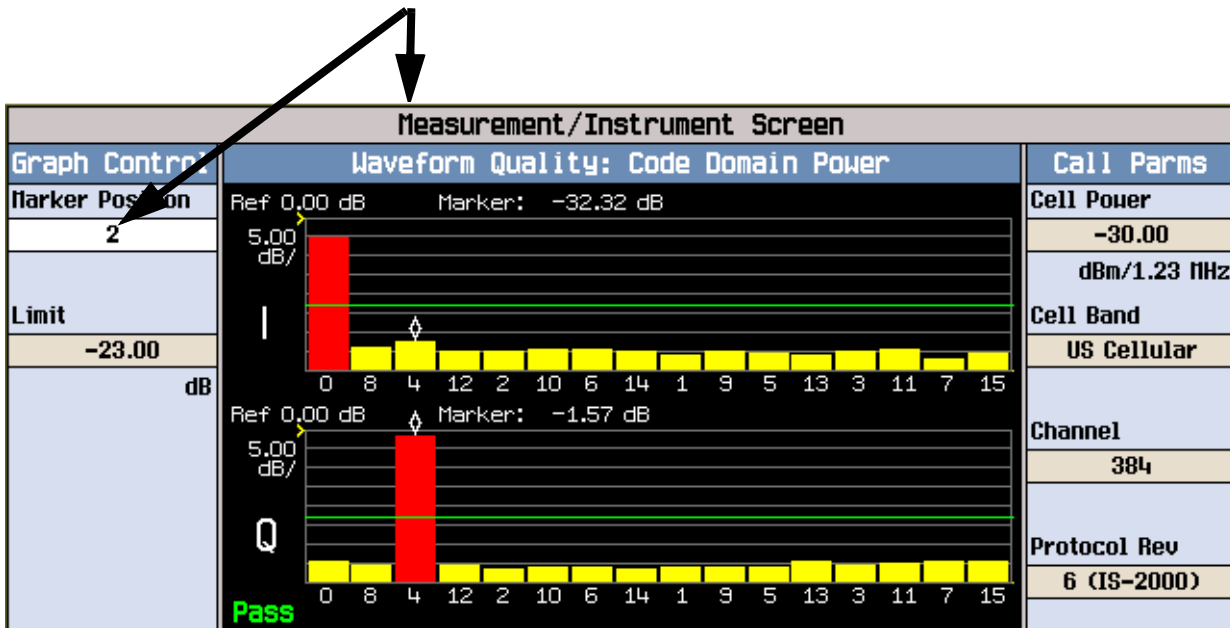 Measurement/Instrument Screen
Graph Control
Marker Position
2
Limit
-23.00
dB
Waveform Quality: Code Domain Power
Ref 0.00 dB Marker: -32.32 dB
5.00
dB/
I
0 8 4 12 2 10 6 14 1 9 5 13 3 11 7 15
Ref 0.00 dB Marker: -1.57 dB
5.00
dB/
Q
0 8 4 12 2 10 6 14 1 9 5 13 3 11 7 15
Pass
Call Parms
Cell Power
-30.00
dBm/1.23 MHz
Cell Band
US Cellular
Channel
384
Protocol Rev
6 (IS-2000)